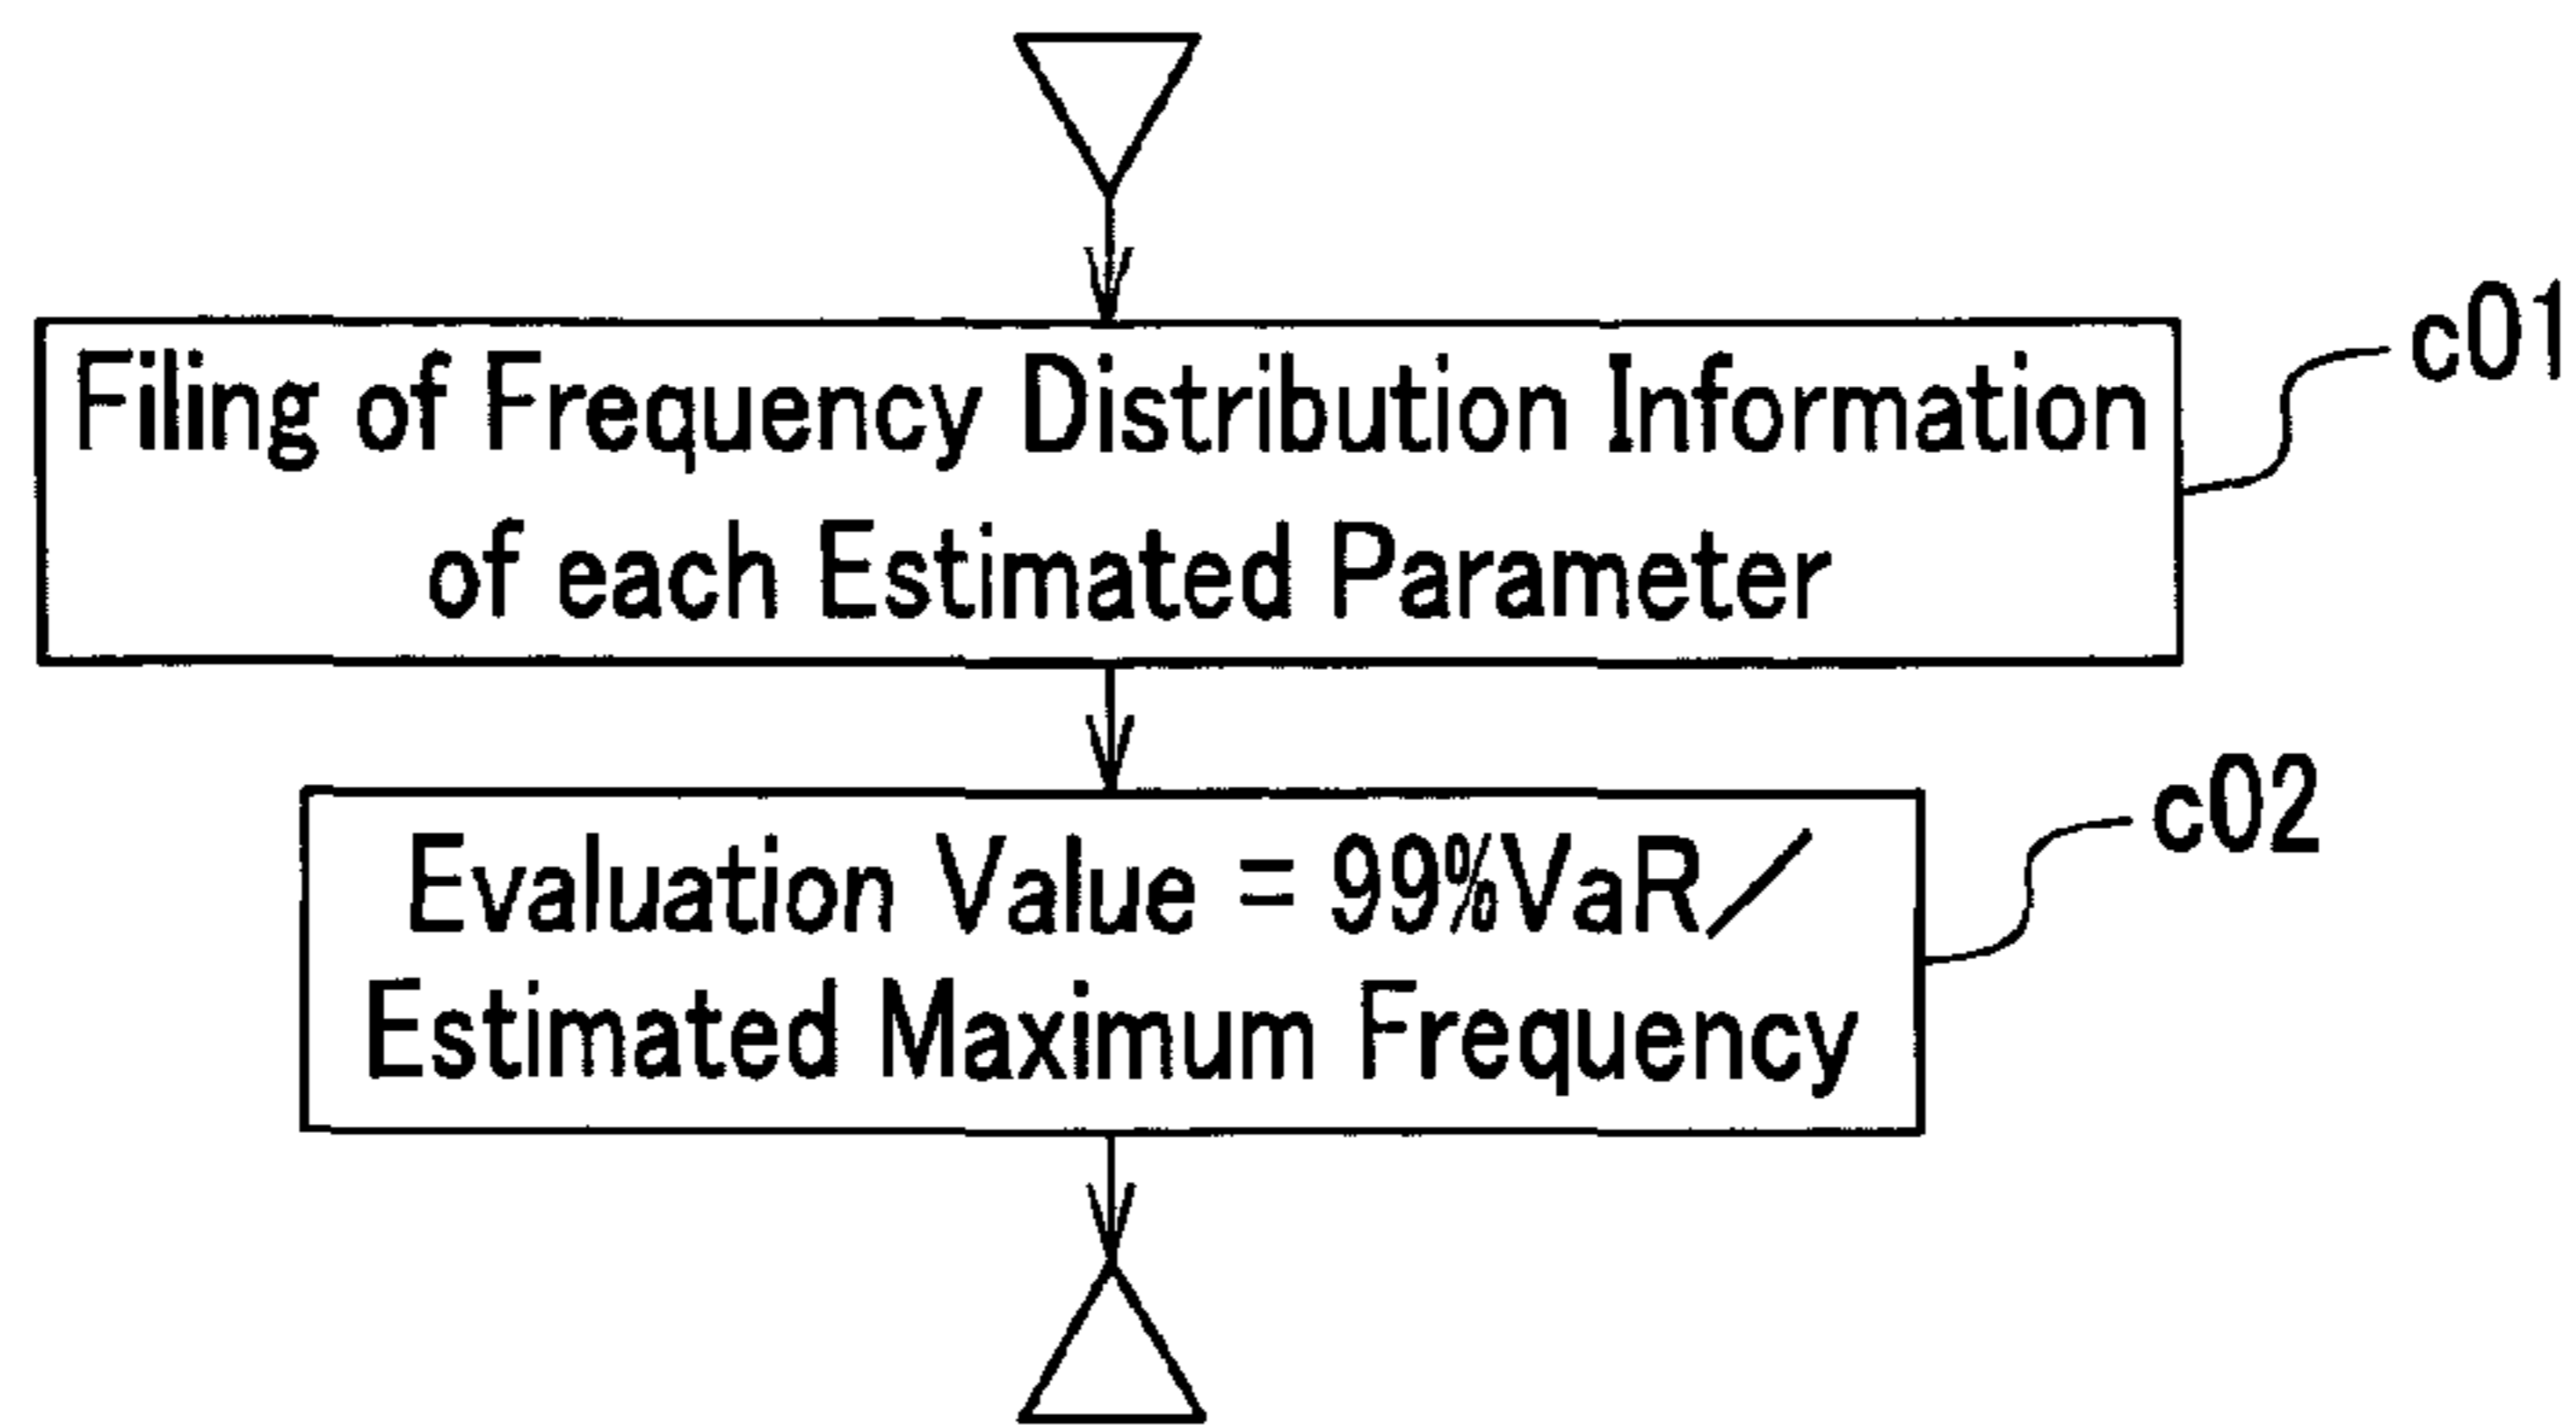 Filing of Frequency Distribution Information
of each Estimated Parameter
c01
Evaluation Value = 99%VaR/
Estimated Maximum Frequency
c02